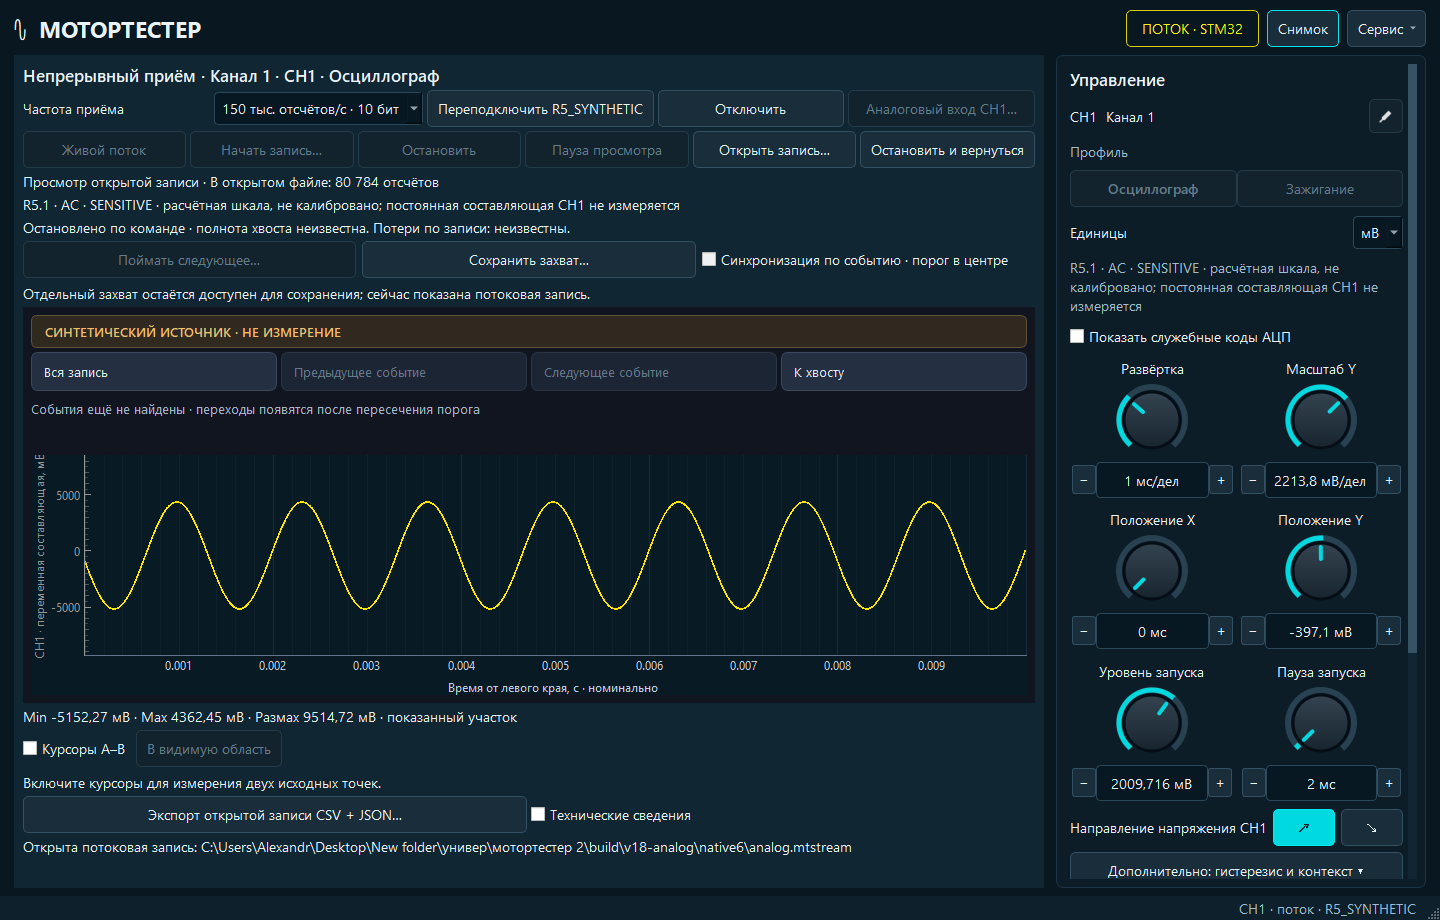 МОТОРТЕСТЕР
ПОТОК · STM32
Снимок
Сервис
Непрерывный приём · Канал 1 · CH1 · Осциллограф
Частота приёма
150 тыс. отсчётов/с · 10 бит
Переподключить R5_SYNTHETIC
Отключить
Аналоговый вход CH1...
Живой поток
Начать запись...
Остановить
Пауза просмотра
Открыть запись...
Остановить и вернуться
Просмотр открытой записи · В открытом файле: 80 784 отсчётов
R5.1 · AC · SENSITIVE · расчётная шкала, не калибровано; постоянная составляющая CH1 не измеряется
Остановлено по команде · полнота хвоста неизвестна. Потери по записи: неизвестны.
Поймать следующее...
Сохранить захват...
Синхронизация по событию · порог в центре
Отдельный захват остаётся доступен для сохранения; сейчас показана потоковая запись.
СИНТЕТИЧЕСКИЙ ИСТОЧНИК · НЕ ИЗМЕРЕНИЕ
Вся запись
Предыдущее событие
Следующее событие
К хвосту
События ещё не найдены · переходы появятся после пересечения порога
CH1 · переменная составляющая, мВ
5000
0
-5000
0.001
0.002
0.003
0.004
0.005
0.006
0.007
0.008
0.009
Время от левого края, с · номинально
Min -5152,27 мВ · Max 4362,45 мВ · Размах 9514,72 мВ · показанный участок
Курсоры A–B
В видимую область
Включите курсоры для измерения двух исходных точек.
Экспорт открытой записи CSV + JSON...
Технические сведения
Открыта потоковая запись: C:\Users\Alexandr\Desktop\New folder\универ\мотортестер 2\build\v18-analog\native6\analog.mtstream
Управление
CH1 Канал 1
Профиль
Осциллограф
Зажигание
Единицы
мВ
R5.1 · AC · SENSITIVE · расчётная шкала, не
калибровано; постоянная составляющая CH1 не
измеряется
Показать служебные коды АЦП
Развёртка
Масштаб Y
− 1 мс/дел +
− 2213,8 мВ/дел +
Положение X
Положение Y
− 0 мс +
− -397,1 мВ +
Уровень запуска
Пауза запуска
− 2009,716 мВ +
− 2 мс +
Направление напряжения CH1
Дополнительно: гистерезис и контекст
CH1 · поток · R5_SYNTHETIC